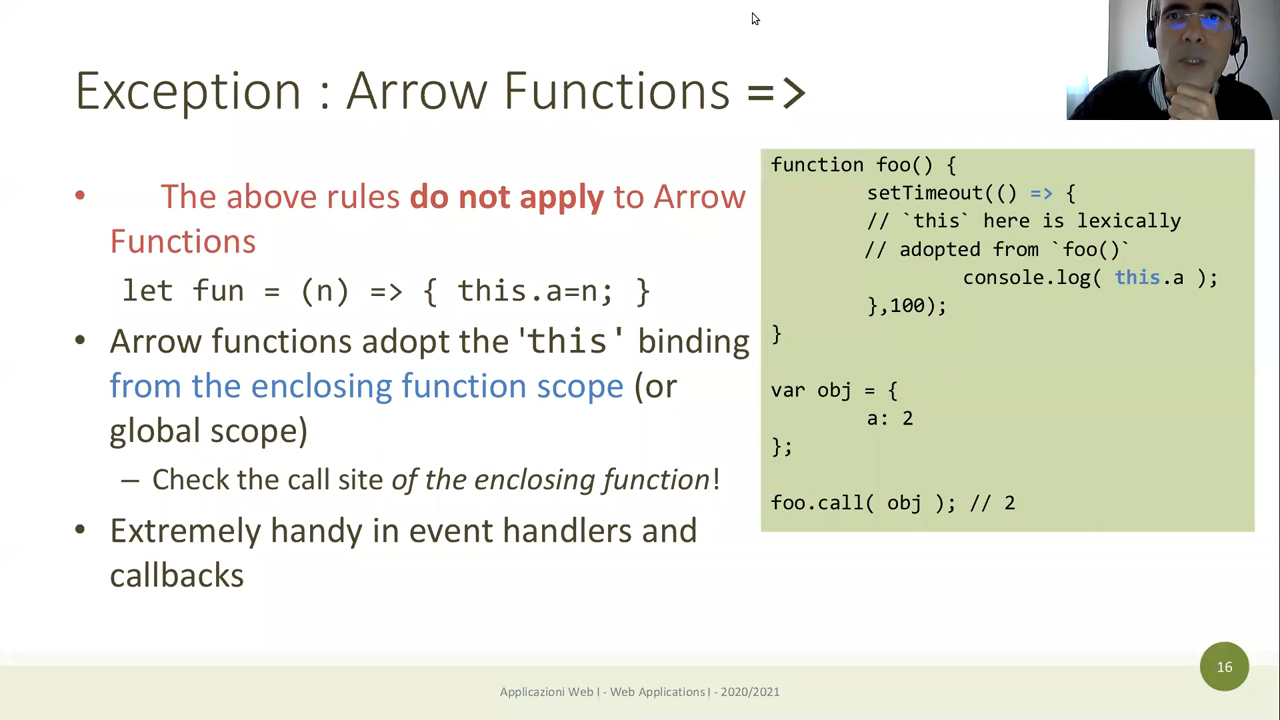 Exception : Arrow Functions =>
• The above rules do not apply to Arrow
Functions
let fun = (n) => { this.a=n; }
• Arrow functions adopt the 'this' binding
from the enclosing function scope (or
global scope)
– Check the call site of the enclosing function!
• Extremely handy in event handlers and
callbacks
function foo() {
setTimeout(() => {
// `this` here is lexically
// adopted from `foo()`
console.log( this.a );
},100);
}
var obj = {
a: 2
};
foo.call( obj ); // 2
Applicazioni Web I - Web Applications I - 2020/2021
16